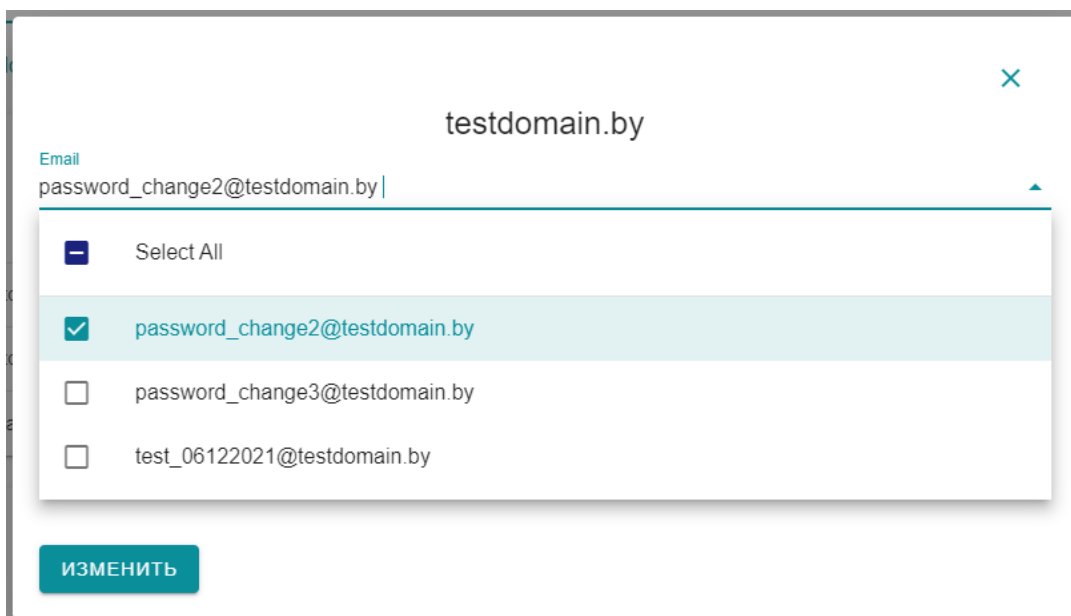 testdomain.by
Email
password_change2@testdomain.by
Select All
password_change2@testdomain.by
password_change3@testdomain.by
test_06122021@testdomain.by
ИЗМЕНИТЬ